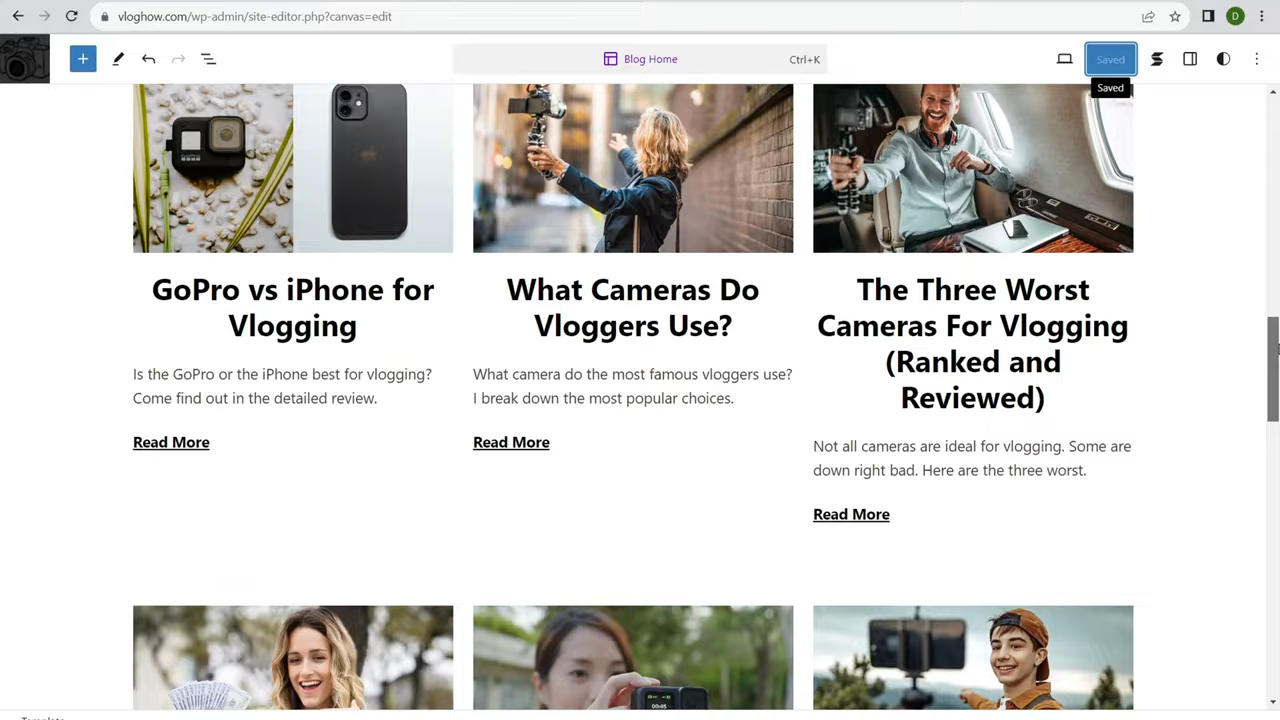 vloghow.com/wp-admin/site-editor.php?canvas=edit
D
Blog Home
Ctrl+K
Saved
Saved
GoPro vs iPhone for
Vlogging
Is the GoPro or the iPhone best for vlogging?
Come find out in the detailed review.
Read More
What Cameras Do
Vloggers Use?
What camera do the most famous vloggers use?
I break down the most popular choices.
Read More
The Three Worst
Cameras For Vlogging
(Ranked and
Reviewed)
Not all cameras are ideal for vlogging. Some are
down right bad. Here are the three worst.
Read More
00:45
Template